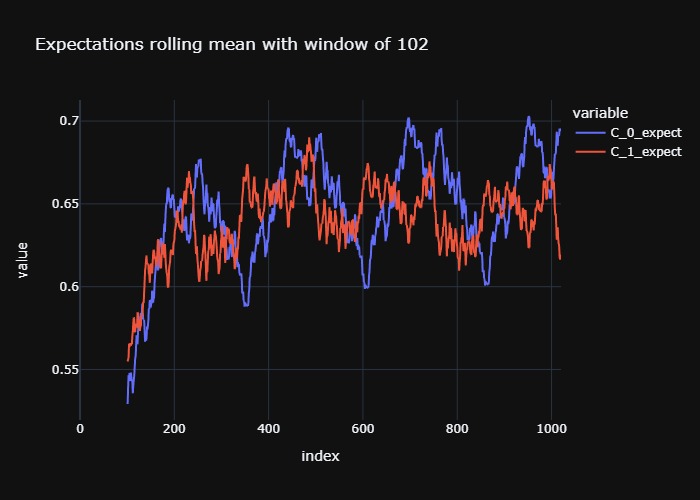 Expectations rolling mean with window of 102
variable
C_0_expect
C_1_expect
value
0.7
0.65
0.6
0.55
0
200
400
600
800
1000
index